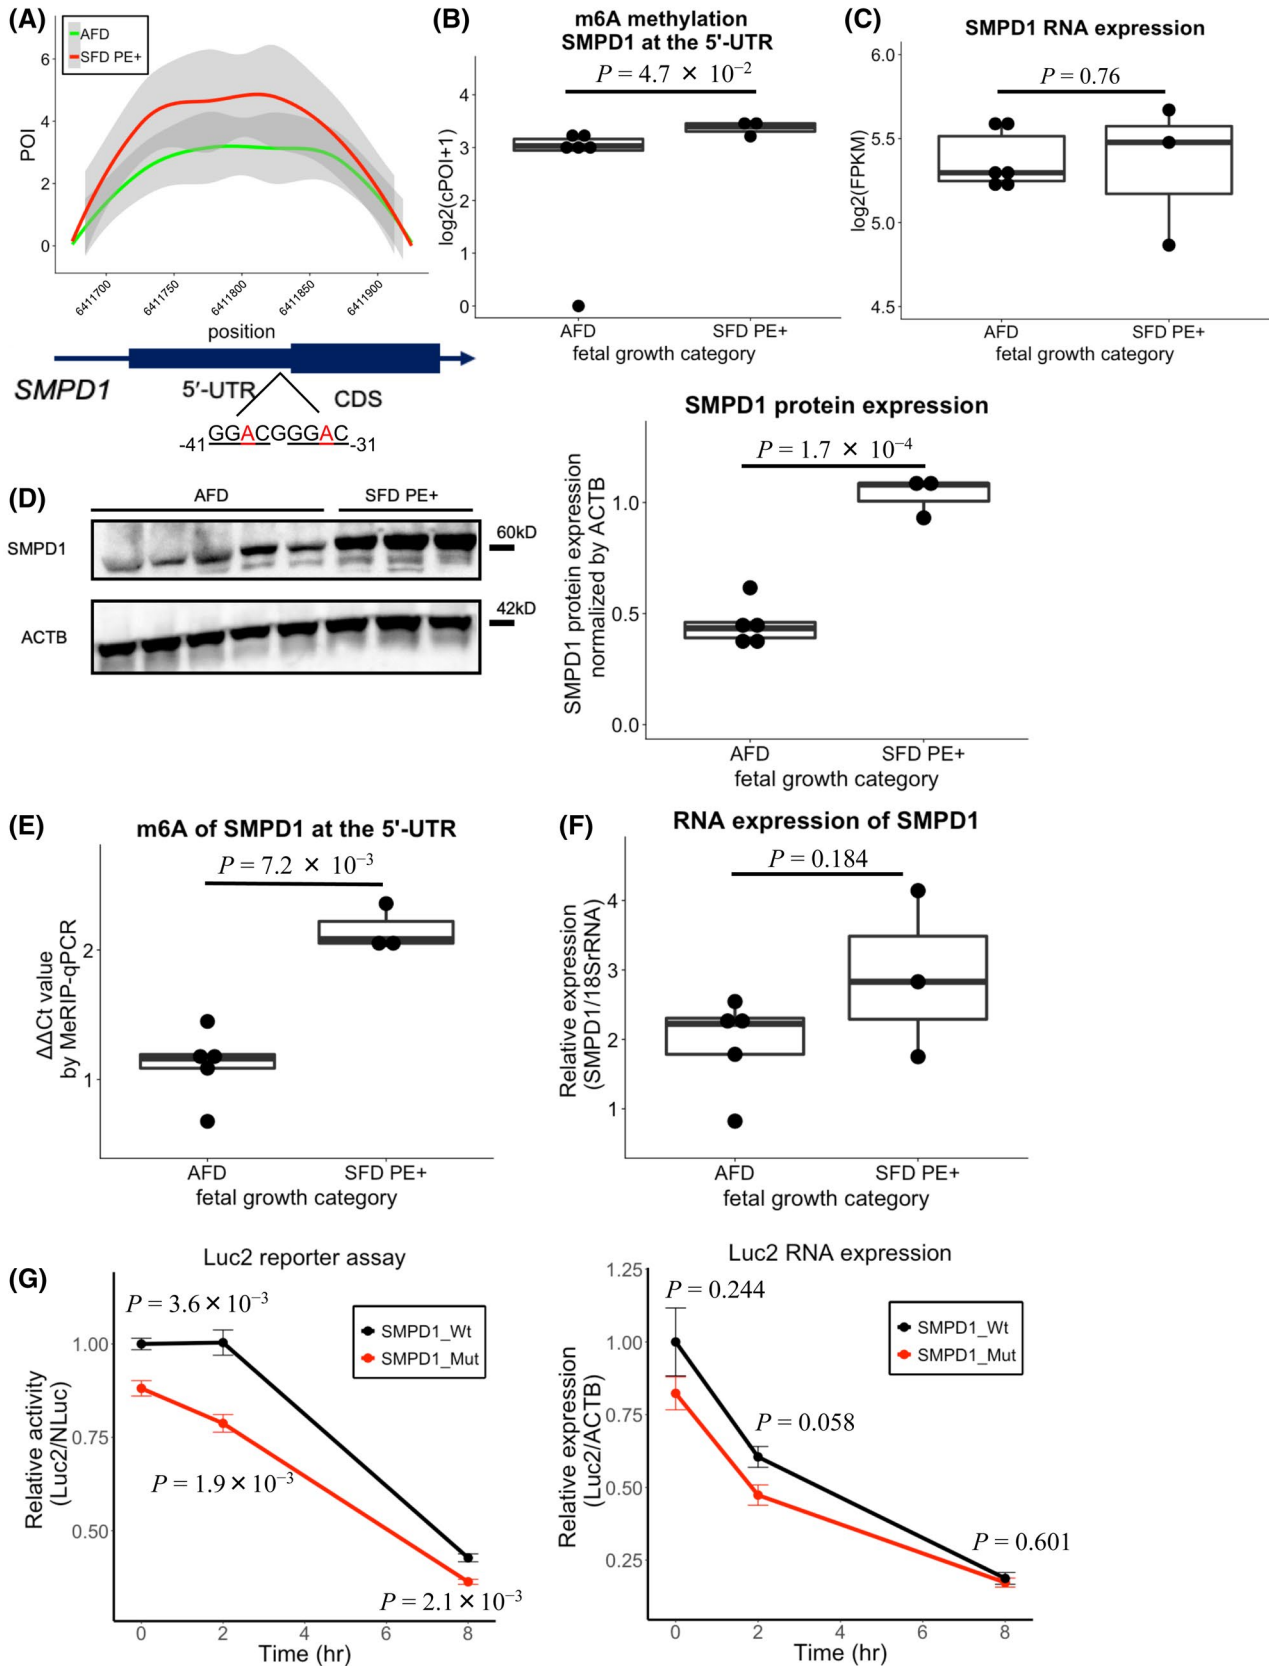 (A)
AFD
SFD PE+
POI
6
4
2
0
6411700
6411750
6411800
6411850
6411900
position
SMPD1
5′-UTR
CDS
-41GGACGGGAC-31
(B)
m6A methylation
SMPD1 at the 5'-UTR
P = 4.7 × 10−2
log2(cPOI+1)
4
3
2
1
0
AFD
SFD PE+
fetal growth category
(C)
SMPD1 RNA expression
P = 0.76
log2(FPKM)
6.0
5.5
5.0
4.5
AFD
SFD PE+
fetal growth category
(D)
AFD
SFD PE+
SMPD1
60kD
ACTB
42kD
SMPD1 protein expression
P = 1.7 × 10−4
SMPD1 protein expression
normalized by ACTB
1.0
0.5
0.0
AFD
SFD PE+
fetal growth category
(E)
m6A of SMPD1 at the 5'-UTR
P = 7.2 × 10−3
ΔΔCt value
by MeRIP-qPCR
2
1
AFD
SFD PE+
fetal growth category
(F)
RNA expression of SMPD1
P = 0.184
Relative expression
(SMPD1/18SrRNA)
4
3
2
1
AFD
SFD PE+
fetal growth category
(G)
Luc2 reporter assay
P = 3.6 × 10−3
SMPD1_Wt
SMPD1_Mut
Relative activity
(Luc2/NLuc)
1.00
0.75
0.50
P = 1.9 × 10−3
P = 2.1 × 10−3
0
2
4
6
8
Time (hr)
Luc2 RNA expression
P = 0.244
SMPD1_Wt
SMPD1_Mut
Relative expression
(Luc2/ACTB)
1.25
1.00
0.75
0.50
0.25
P = 0.058
P = 0.601
0
2
4
6
8
Time (hr)